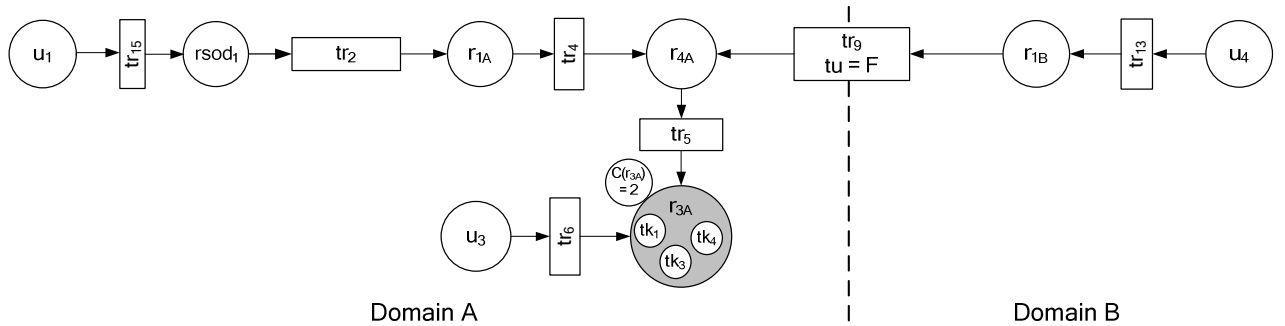 u1
tr15
rsod1
tr2
r1A
tr4
r4A
tr9
tu = F
r1B
tr13
u4
tr5
C(r3A)
= 2
r3A
tk1
tk4
tk3
u3
tr6
Domain A
Domain B